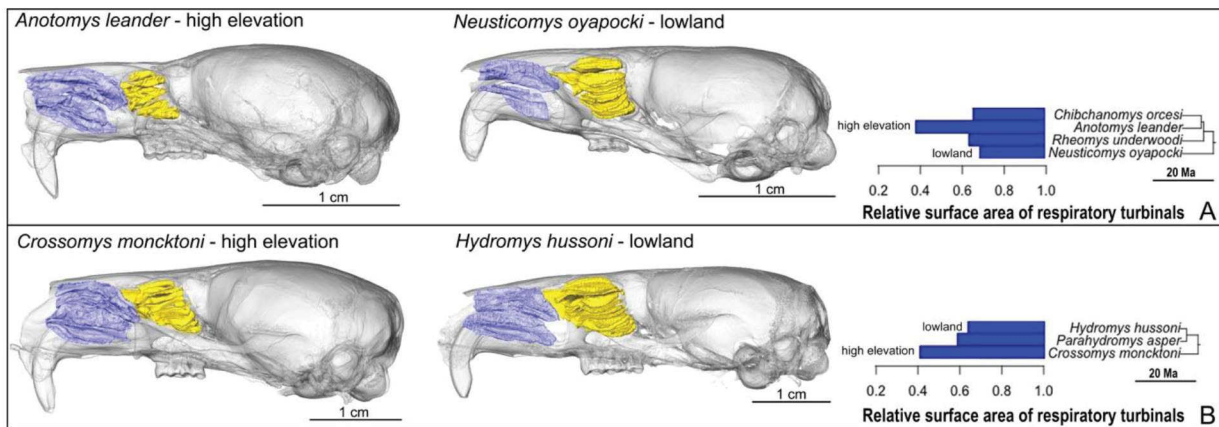 Anotomys leander - high elevation
Neusticomys oyapocki - lowland
1 cm
1 cm
Chibchanomys orcesi
high elevation
Anotomys leander
Rheomys underwoodi
lowland
Neusticomys oyapocki
0.2 0.4 0.6 0.8 1.0
20 Ma
Relative surface area of respiratory turbinals
A
Crossomys moncktoni - high elevation
Hydromys hussoni - lowland
1 cm
1 cm
lowland
Hydromys hussoni
Parahydromys asper
high elevation
Crossomys moncktoni
0.2 0.4 0.6 0.8 1.0
20 Ma
Relative surface area of respiratory turbinals
B